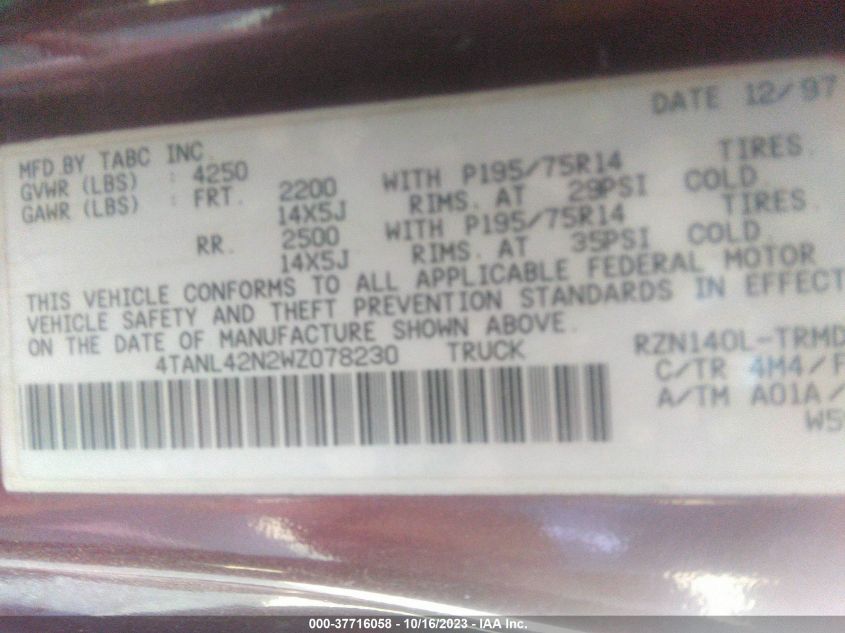 DATE 12/97
MFD BY TABC INC.
GVWR (LBS) : 4250
GAWR (LBS) : FRT. 2200 WITH P195/75R14 TIRES.
14X5J RIMS. AT 29PSI COLD
RR. 2500 WITH P195/75R14 TIRES.
14X5J RIMS. AT 35PSI COLD
THIS VEHICLE CONFORMS TO ALL APPLICABLE FEDERAL MOTOR
VEHICLE SAFETY AND THEFT PREVENTION STANDARDS IN EFFECT
ON THE DATE OF MANUFACTURE SHOWN ABOVE.
4TANL42N2WZ078230 TRUCK RZN140L-TRMD
C/TR 4M4/F
A/TM A01A/
W5
000-37716058 - 10/16/2023 - IAA Inc.